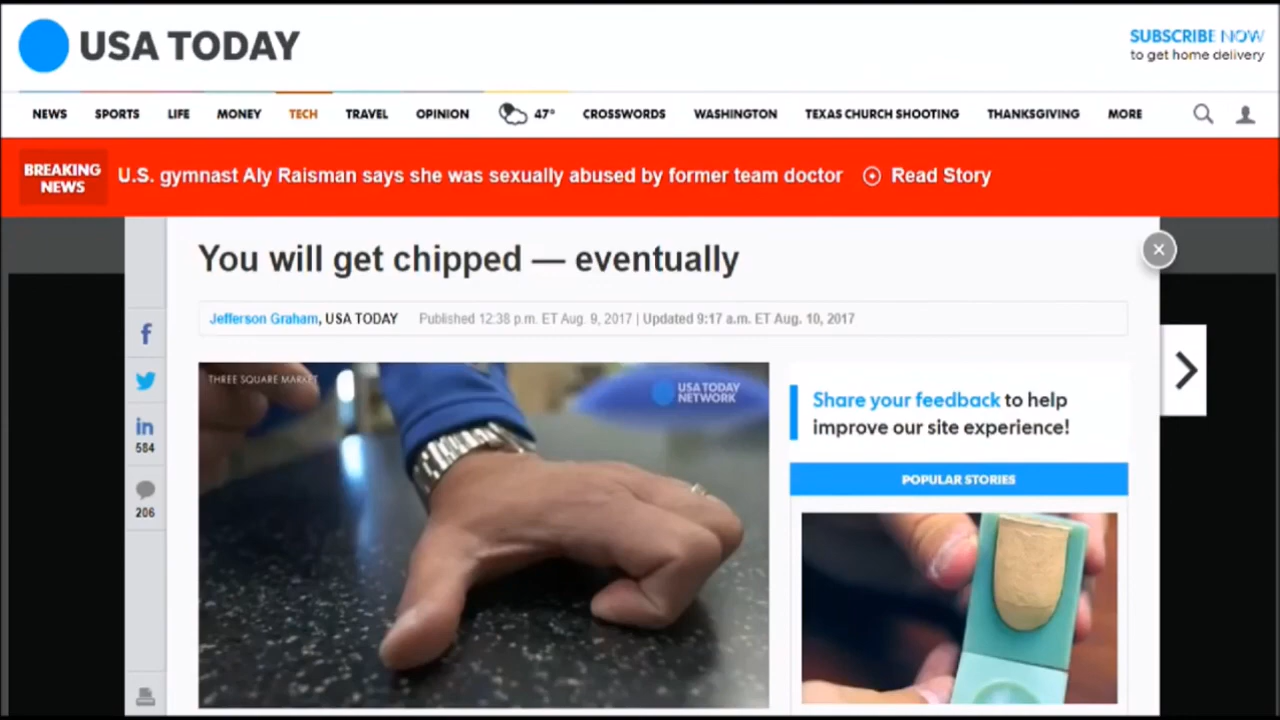 USA TODAY
SUBSCRIBE NOW
to get home delivery
NEWS SPORTS LIFE MONEY TECH TRAVEL OPINION 47° CROSSWORDS WASHINGTON TEXAS CHURCH SHOOTING THANKSGIVING MORE
BREAKING
NEWS
U.S. gymnast Aly Raisman says she was sexually abused by former team doctor Read Story
You will get chipped — eventually
Jefferson Graham, USA TODAY Published 12:38 p.m. ET Aug. 9, 2017 | Updated 9:17 a.m. ET Aug. 10, 2017
f
in
584
206
THREE SQUARE MARKET
USA TODAY
NETWORK
Share your feedback to help
improve our site experience!
POPULAR STORIES